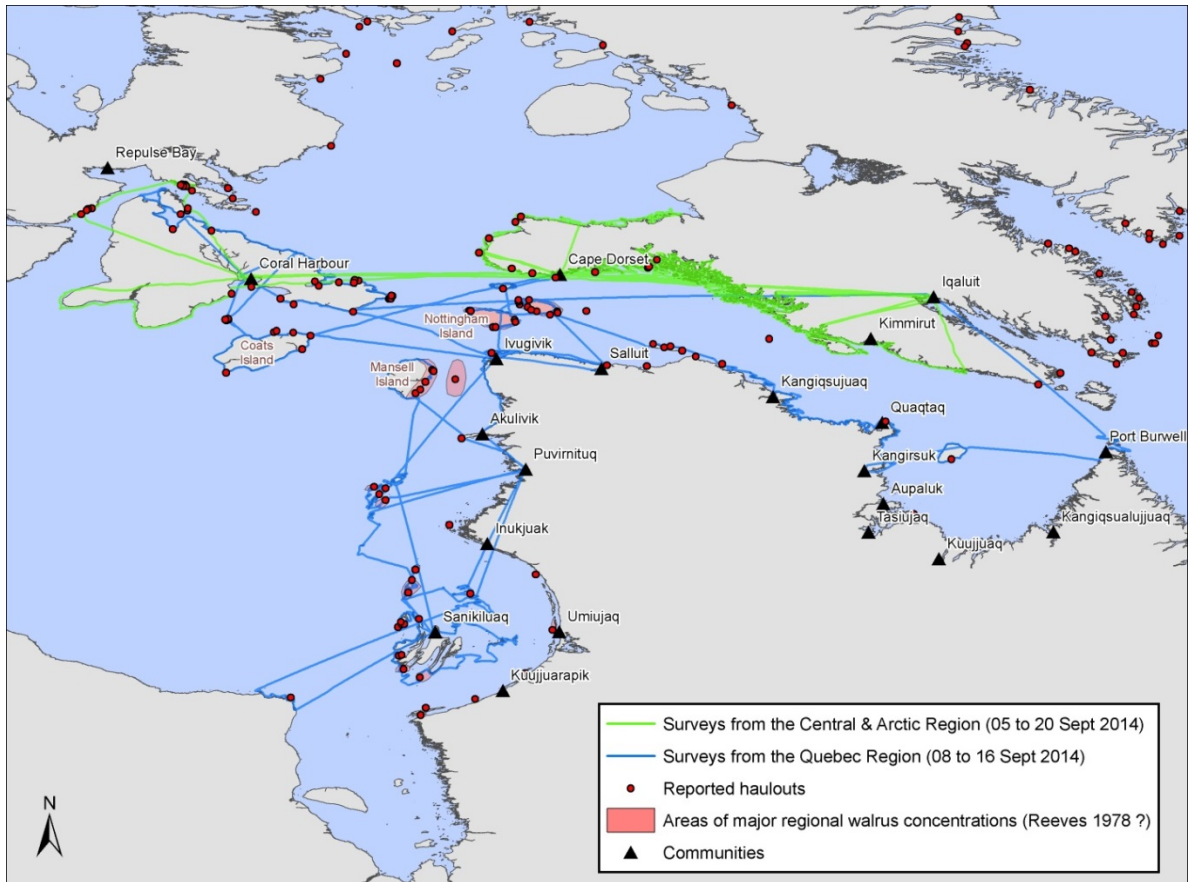 Repulse Bay
Coral Harbour
Cape Dorset
Iqaluit
Nottingham
Island
Kimmirut
Coats
Island
Ivugivik
Salluit
Mansell
Island
Kangiqsujuaq
Akulivik
Quaqtaq
Puvirnituq
Kangirsuk
Port Burwell
Aupaluk
Inukjuak
Tasiujaq
Kangiqsualujjuaq
Kuujjuaq
Sanikiluaq
Umiujaq
Kuujjuarapik
Surveys from the Central & Arctic Region (05 to 20 Sept 2014)
Surveys from the Quebec Region (08 to 16 Sept 2014)
Reported haulouts
Areas of major regional walrus concentrations (Reeves 1978 ?)
Communities
N